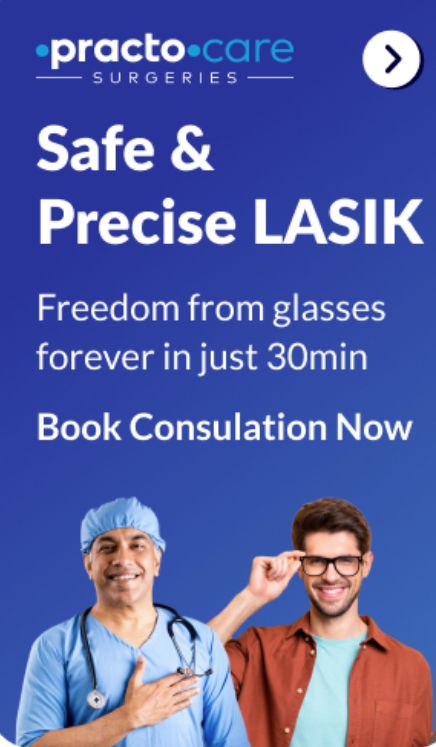 practo care
SURGERIES
Safe &
Precise LASIK
Freedom from glasses
forever in just 30min
Book Consulation Now